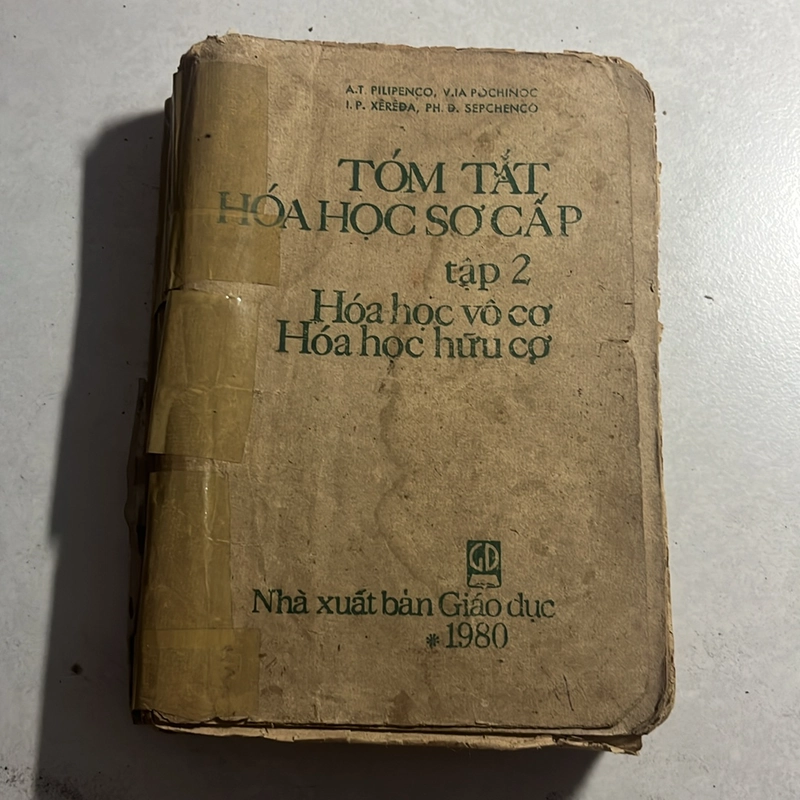 A.T. PILIPENCO, V.IA POCHINOC
I. P. XÊRÊĐA, PH. Đ. SEPCHENCO
TÓM TẮT
HÓA HỌC SƠ CẤP
tập 2
Hóa học vô cơ
Hóa học hữu cơ
GD
Nhà xuất bản Giáo dục
* 1980